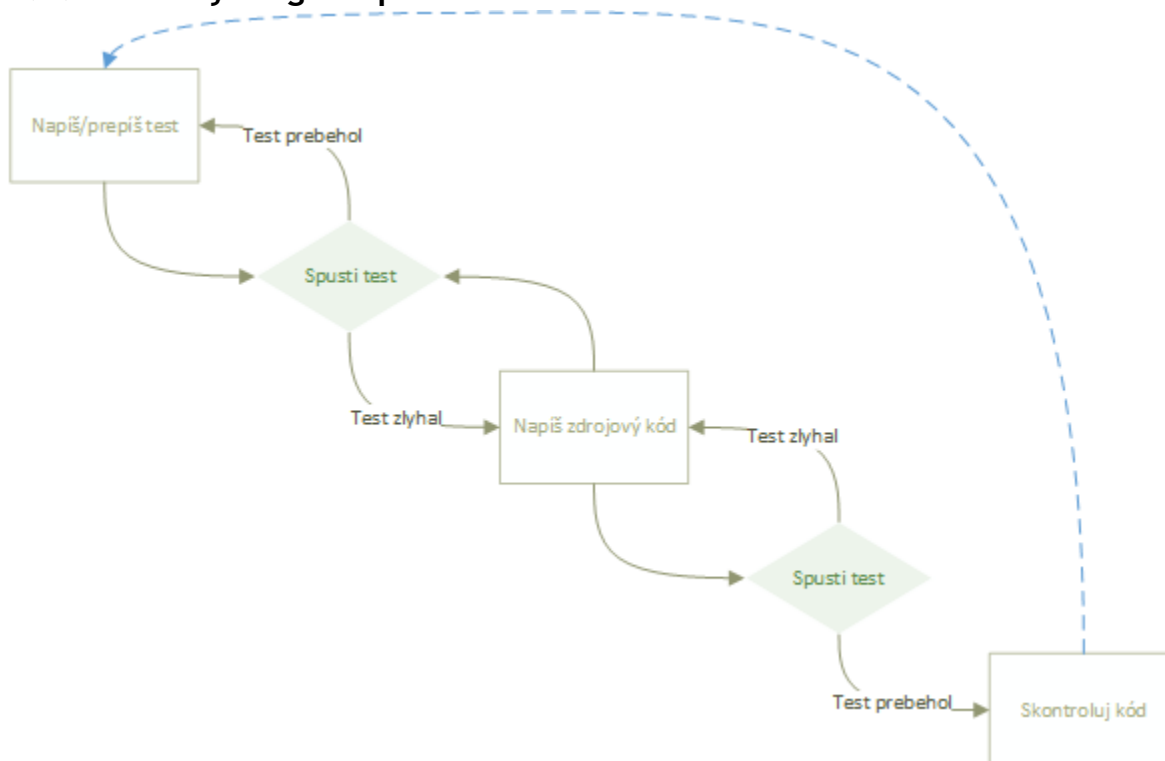 Napíš/prepíš test
Test prebehol
Spusti test
Test zlyhal
Napíš zdrojový kód
Test zlyhal
Spusti test
Test prebehol
Skontroluj kód